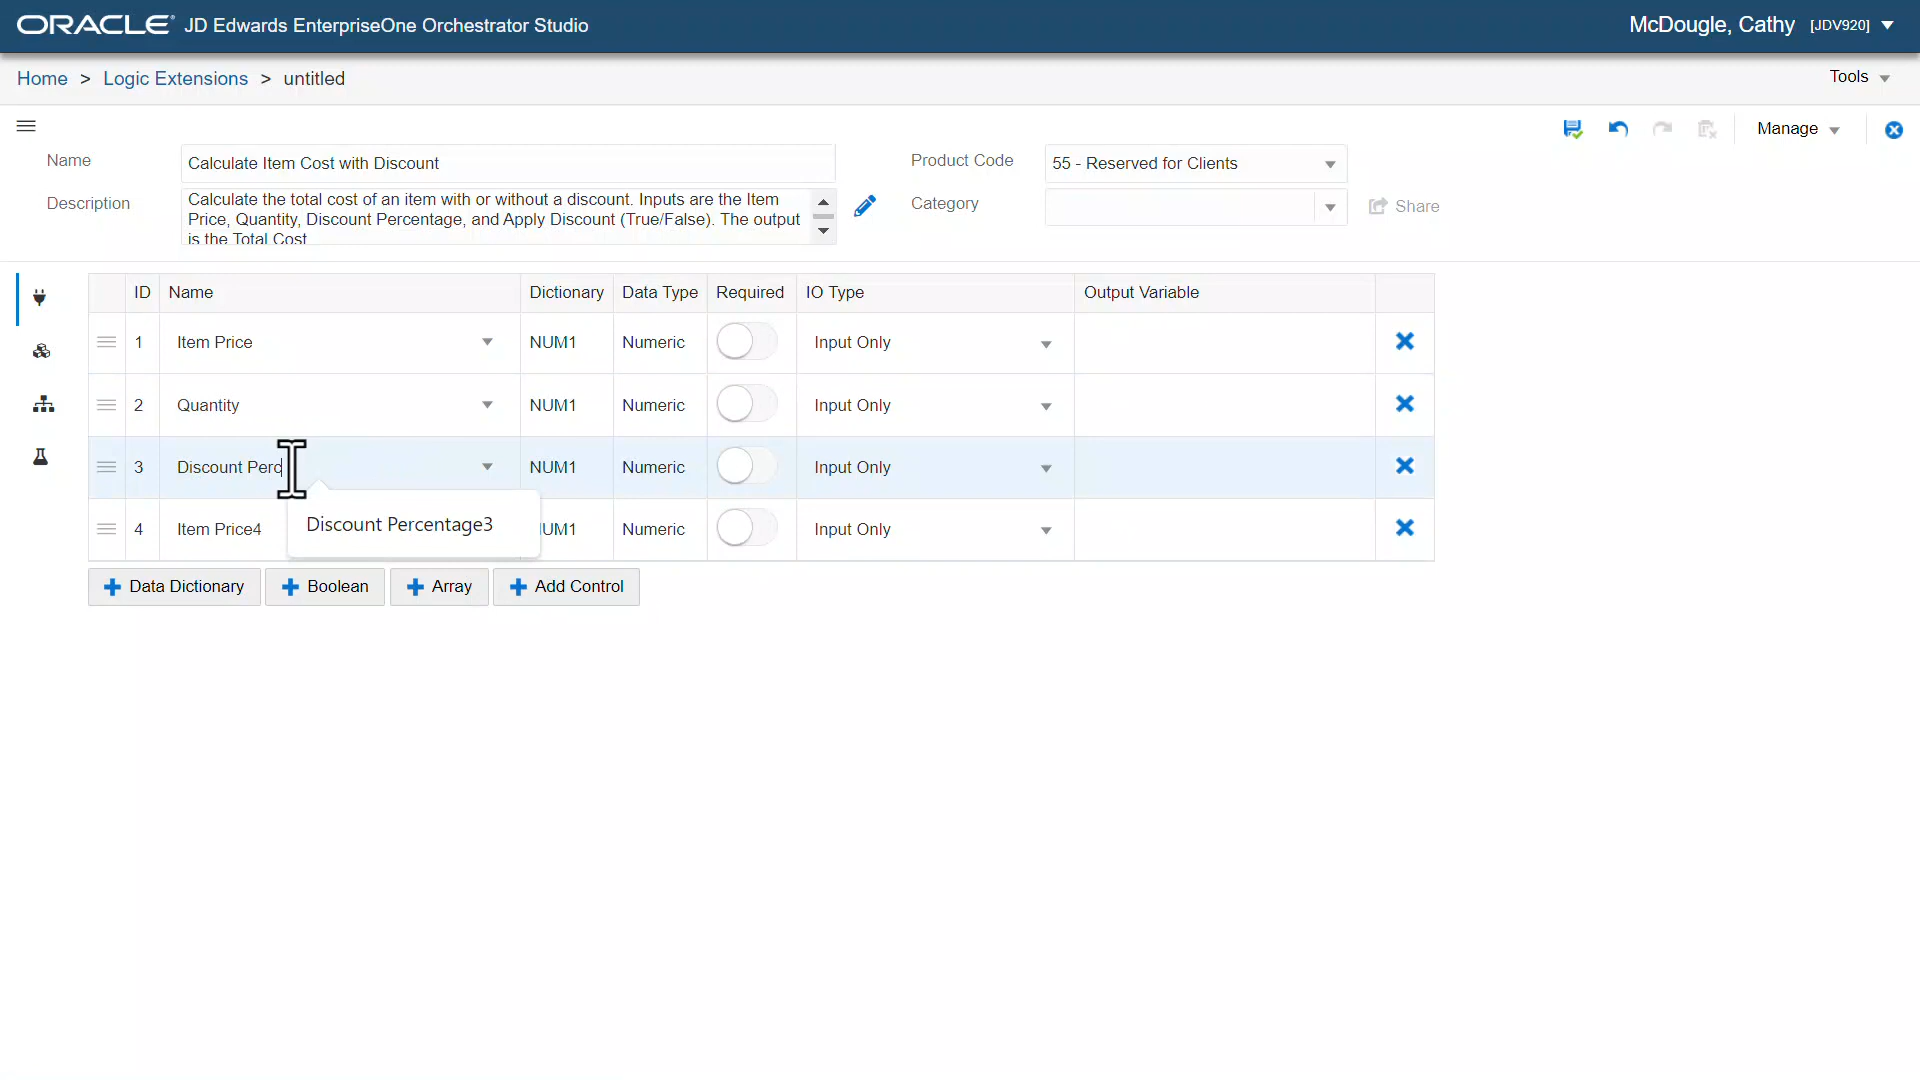 ORACLE JD Edwards EnterpriseOne Orchestrator Studio
McDougle, Cathy [JDV920]
Home > Logic Extensions > untitled
Tools
Manage
Name
Calculate Item Cost with Discount
Product Code
55 - Reserved for Clients
Description
Calculate the total cost of an item with or without a discount. Inputs are the Item
Price, Quantity, Discount Percentage, and Apply Discount (True/False). The output
is the Total Cost
Category
Share
ID Name Dictionary Data Type Required IO Type Output Variable
1 Item Price NUM1 Numeric Input Only
2 Quantity NUM1 Numeric Input Only
3 Discount Perc NUM1 Numeric Input Only
Discount Percentage3
4 Item Price4 UM1 Numeric Input Only
Data Dictionary Boolean Array Add Control